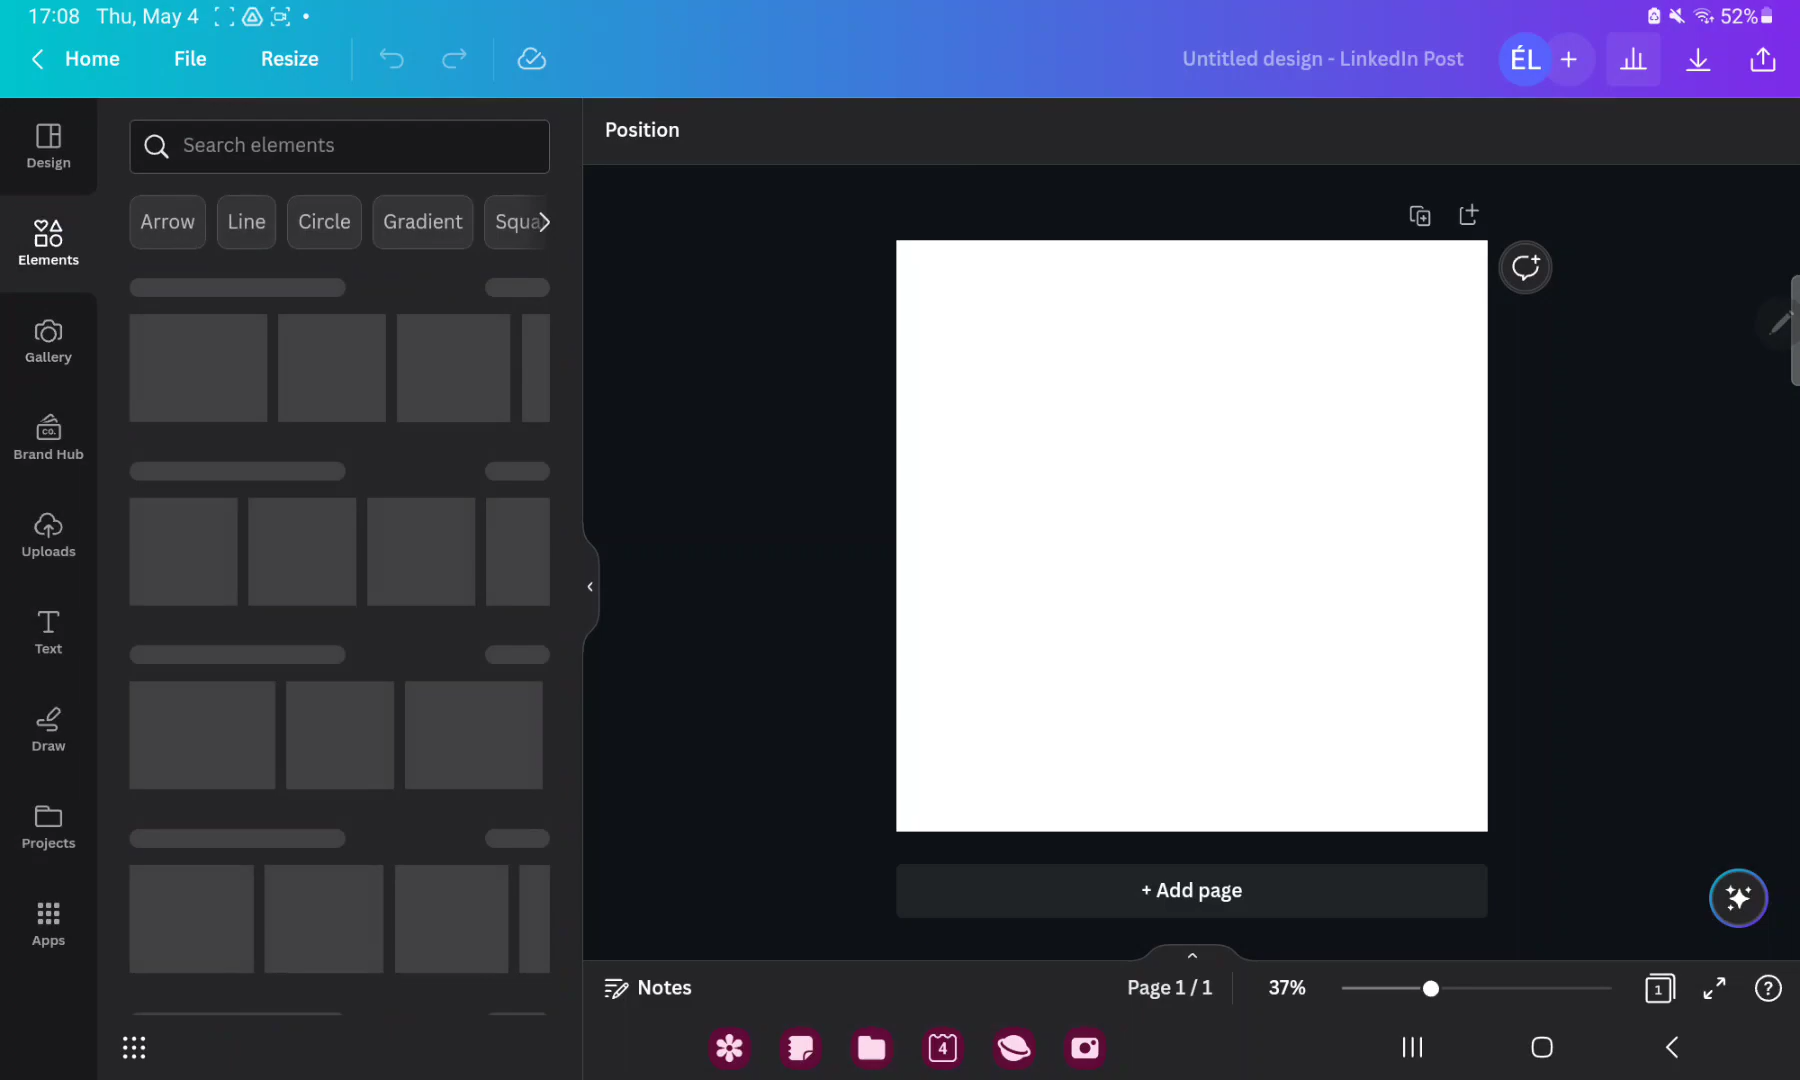 17:08 Thu, May 4
52%
Home
File
Resize
Untitled design - LinkedIn Post
ÉL
+
Design
Elements
Gallery
CO.
Brand Hub
Uploads
Text
Draw
Projects
Apps
Search elements
Arrow
Line
Circle
Gradient
Squa
Position
+ Add page
Notes
Page 1 / 1
37%
1
?
4